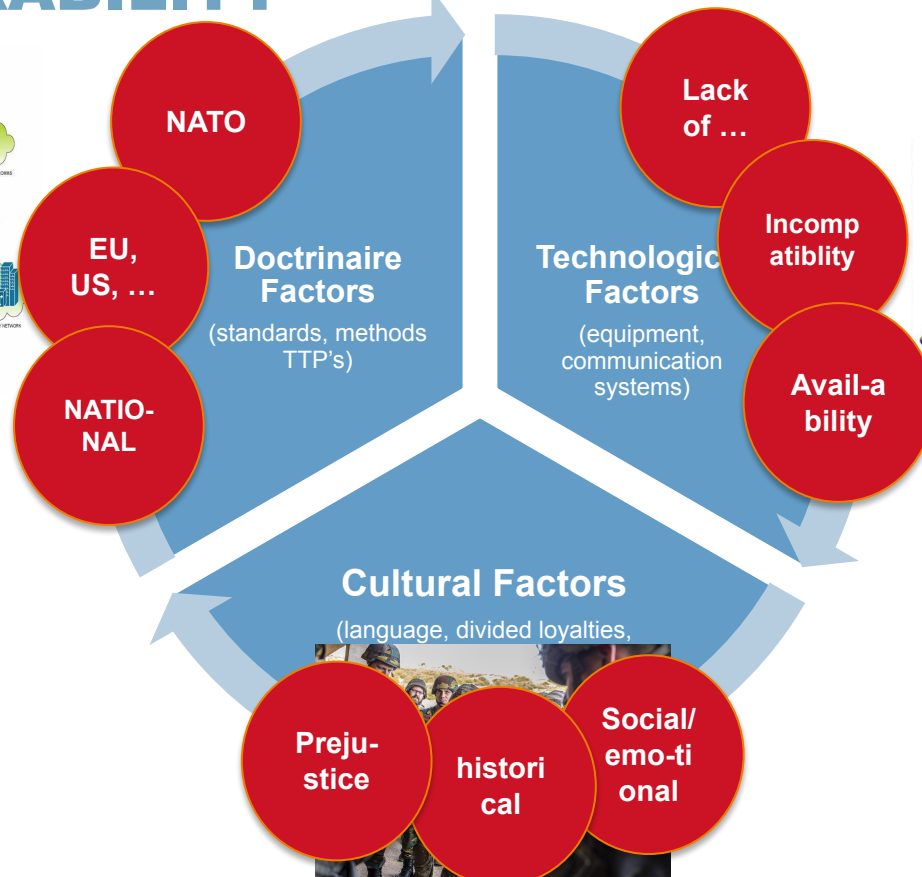 NATO
EU,
US, …
NATIO-
NAL
Doctrinaire
Factors
(standards, methods
TTP's)
Lack
of …
Incomp
atiblity
Avail-a
bility
Factors
(equipment,
communication
systems)
Cultural Factors
(language, divided loyalties,
Preju-
stice
histori
cal
Social/
emo-ti
onal